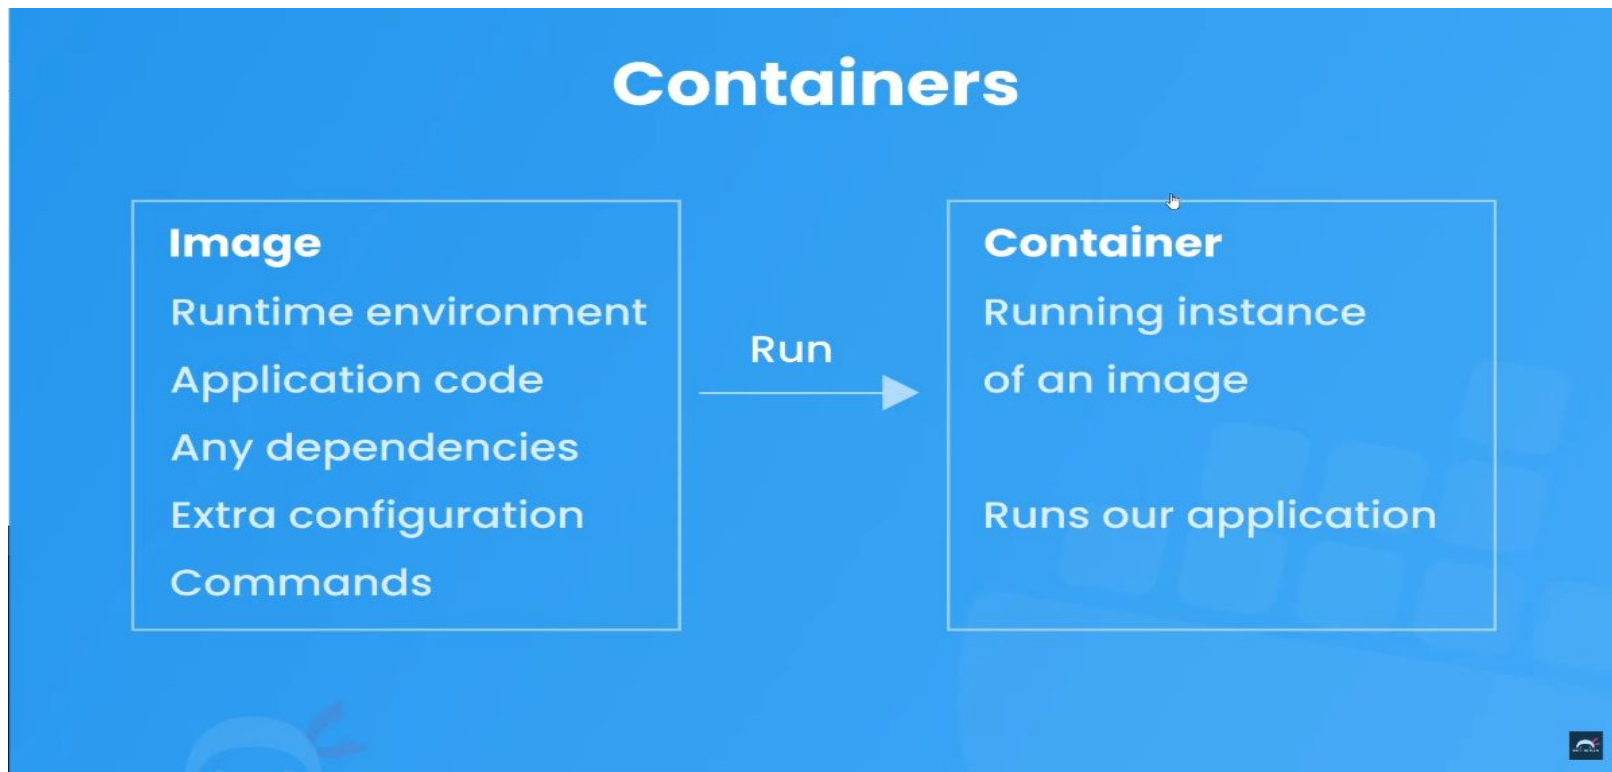 Containers
Image
Runtime environment
Application code
Any dependencies
Extra configuration
Commands
Run
Container
Running instance
of an image
Runs our application